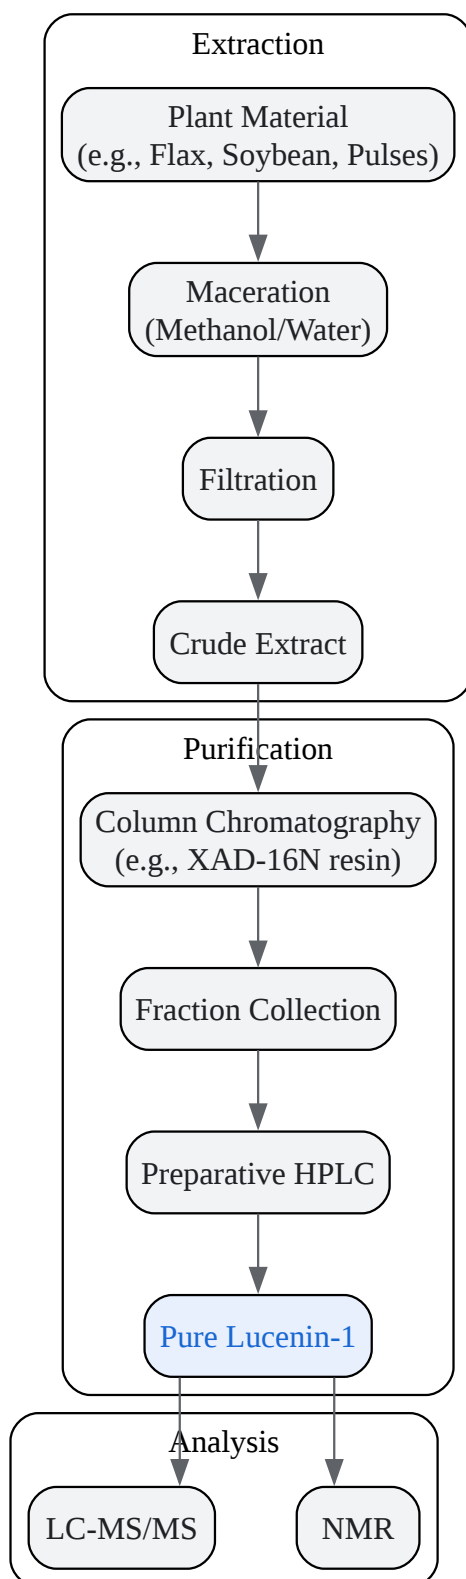 Extraction
Plant Material
(e.g., Flax, Soybean, Pulses)
Maceration
(Methanol/Water)
Filtration
Crude Extract
Purification
Column Chromatography
(e.g., XAD-16N resin)
Fraction Collection
Preparative HPLC
Pure Lucenin-1
Analysis
LC-MS/MS
NMR